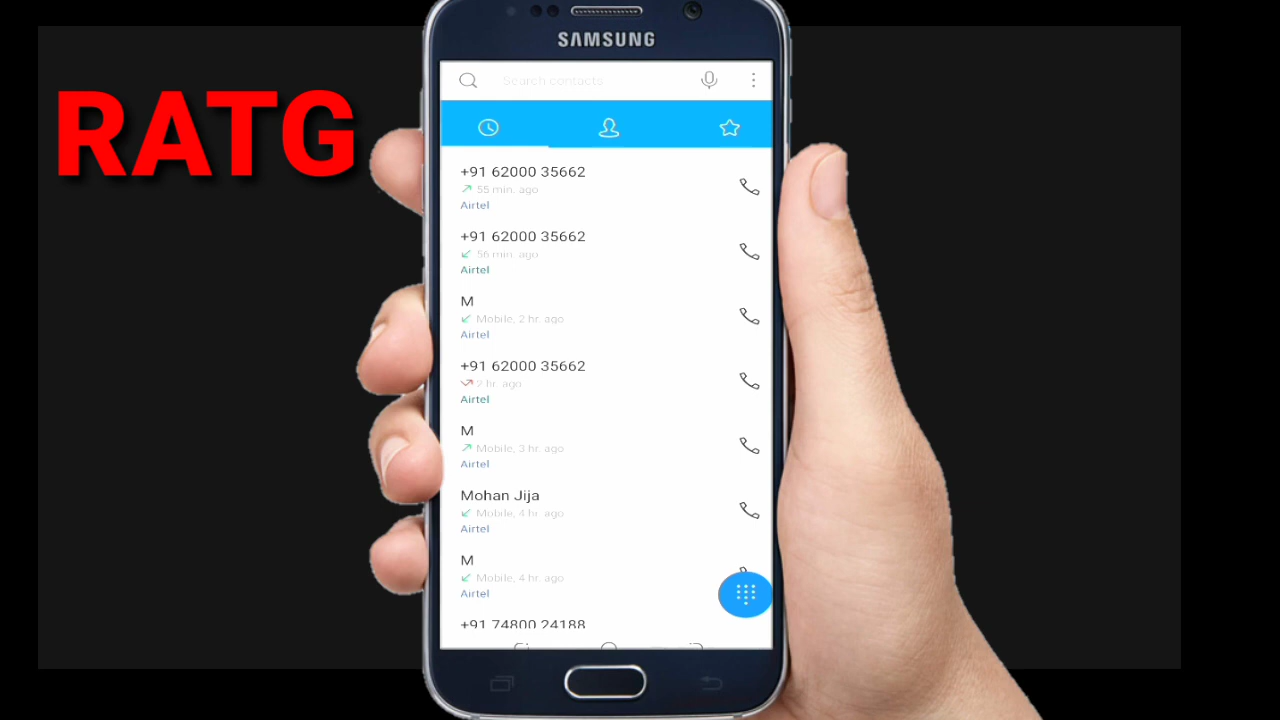 RATG
SAMSUNG
Search contacts
+91 62000 35662
55 min. ago
Airtel
+91 62000 35662
56 min. ago
Airtel
M
Mobile, 2 hr. ago
Airtel
+91 62000 35662
2 hr. ago
Airtel
M
Mobile, 3 hr. ago
Airtel
Mohan Jija
Mobile, 4 hr. ago
Airtel
M
Mobile, 4 hr. ago
Airtel
+91 74800 24188